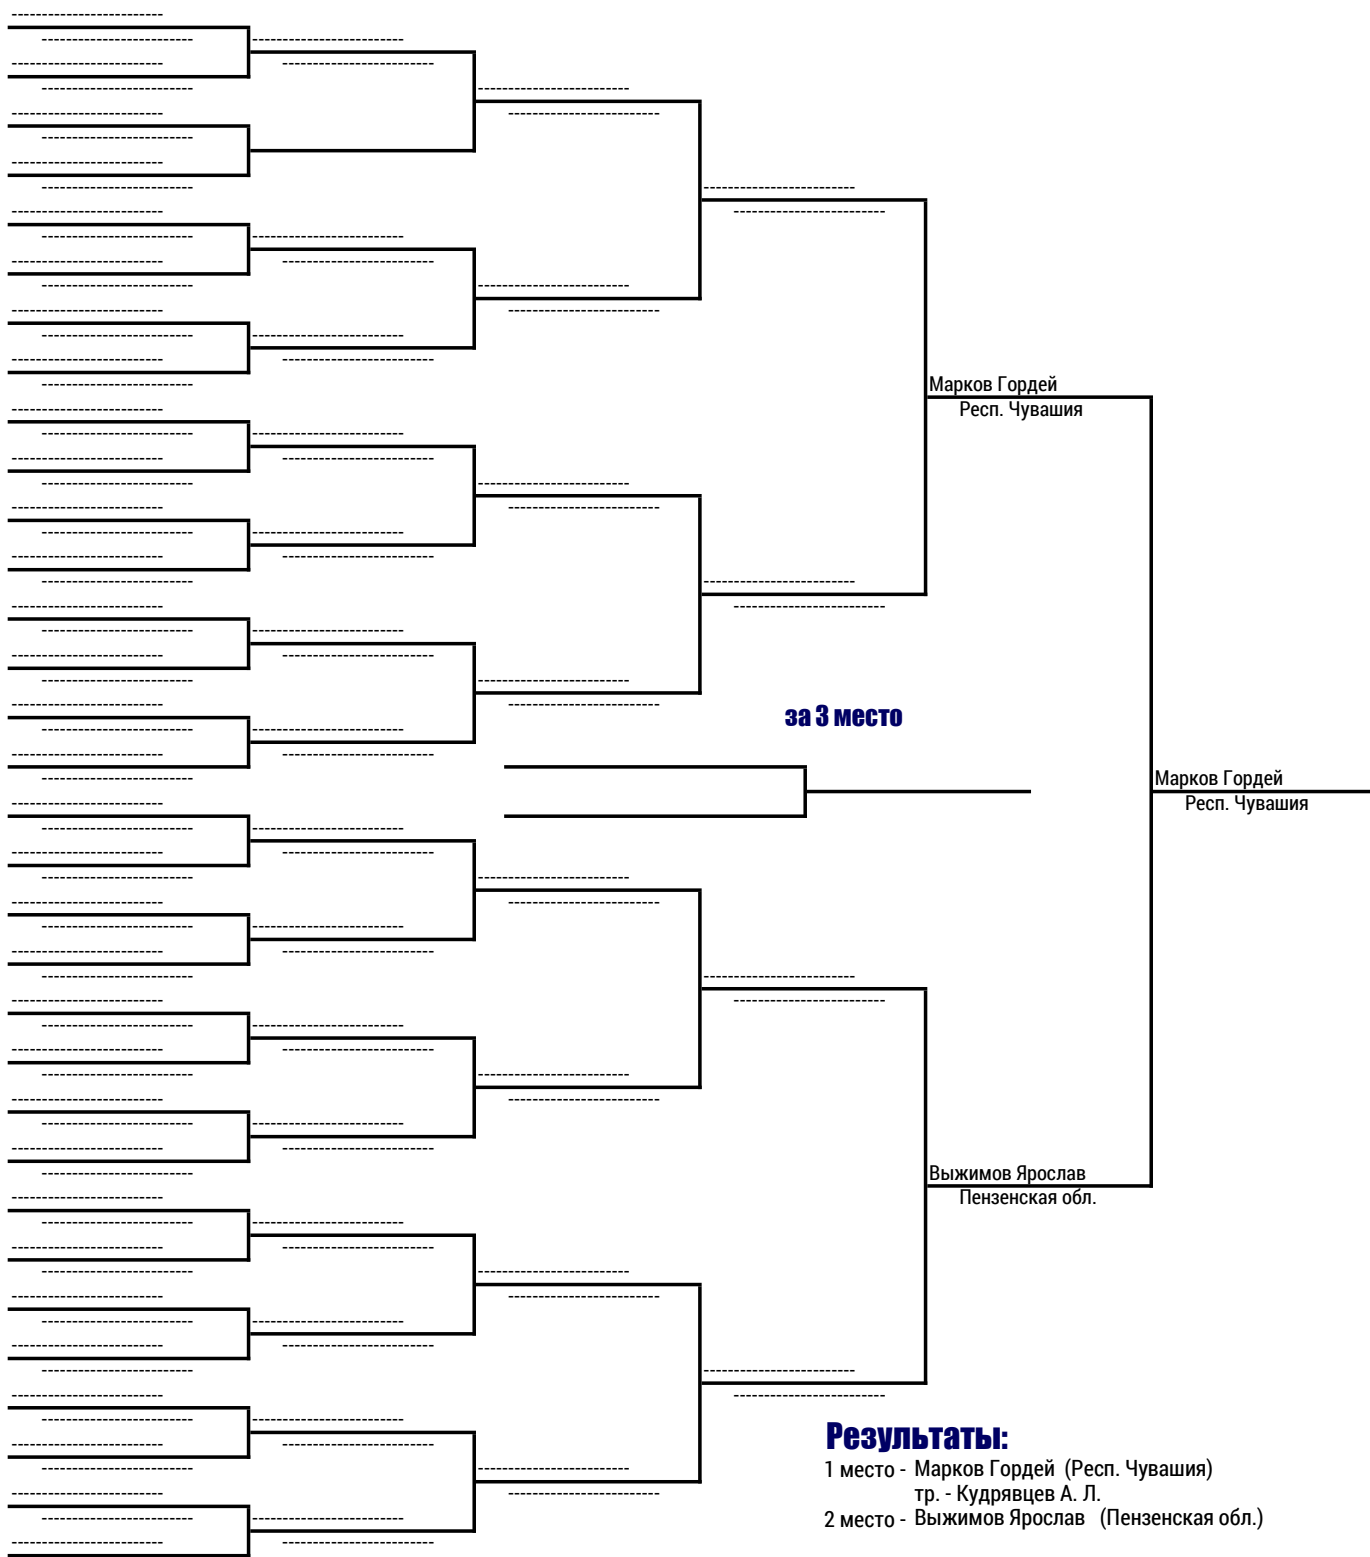 Марков Гордей
Респ. Чувашия
за 3 место
Марков Гордей
Респ. Чувашия
Выжимов Ярослав
Пензенская обл.
Результаты:
1 место - Марков Гордей (Респ. Чувашия)
тр. - Кудрявцев А. Л.
2 место - Выжимов Ярослав (Пензенская обл.)